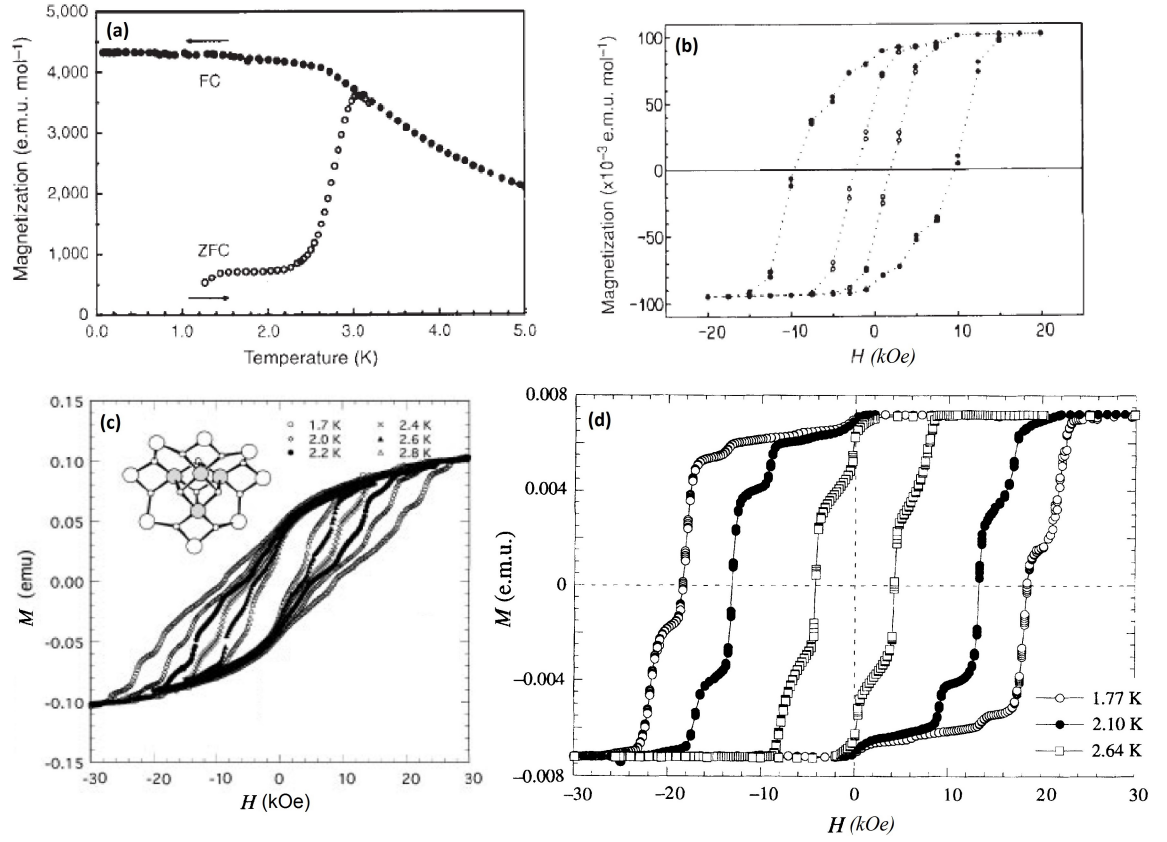 (a)
5,000
4,000
3,000
2,000
1,000
0
Magnetization (e.m.u. mol⁻¹)
FC
ZFC
0.0 1.0 2.0 3.0 4.0 5.0
Temperature (K)
(b)
100
50
0
−50
−100
Magnetization (x10⁻³ e.m.u. mol⁻¹)
−20 −10 0 10 20
H (kOe)
(c)
0.15
0.10
0.05
0.00
-0.05
-0.10
-0.15
M (emu)
1.7 K 2.4 K
2.0 K 2.6 K
2.2 K 2.8 K
-30 -20 -10 0 10 20 30
H (kOe)
(d)
0.008
0.004
0
−0.004
−0.008
M (e.m.u.)
1.77 K
2.10 K
2.64 K
−30 −20 −10 0 10 20 30
H (kOe)